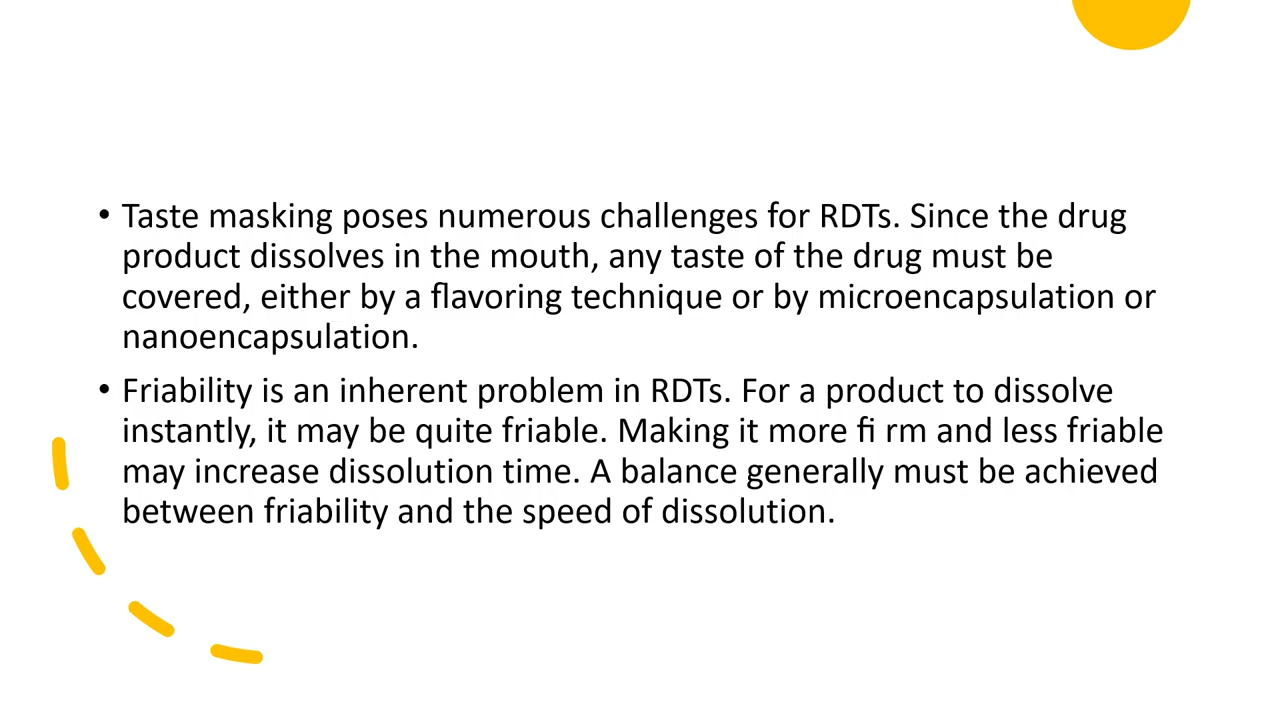 • Taste masking poses numerous challenges for RDTs. Since the drug
product dissolves in the mouth, any taste of the drug must be
covered, either by a flavoring technique or by microencapsulation or
nanoencapsulation.
• Friability is an inherent problem in RDTs. For a product to dissolve
instantly, it may be quite friable. Making it more fi rm and less friable
may increase dissolution time. A balance generally must be achieved
between friability and the speed of dissolution.